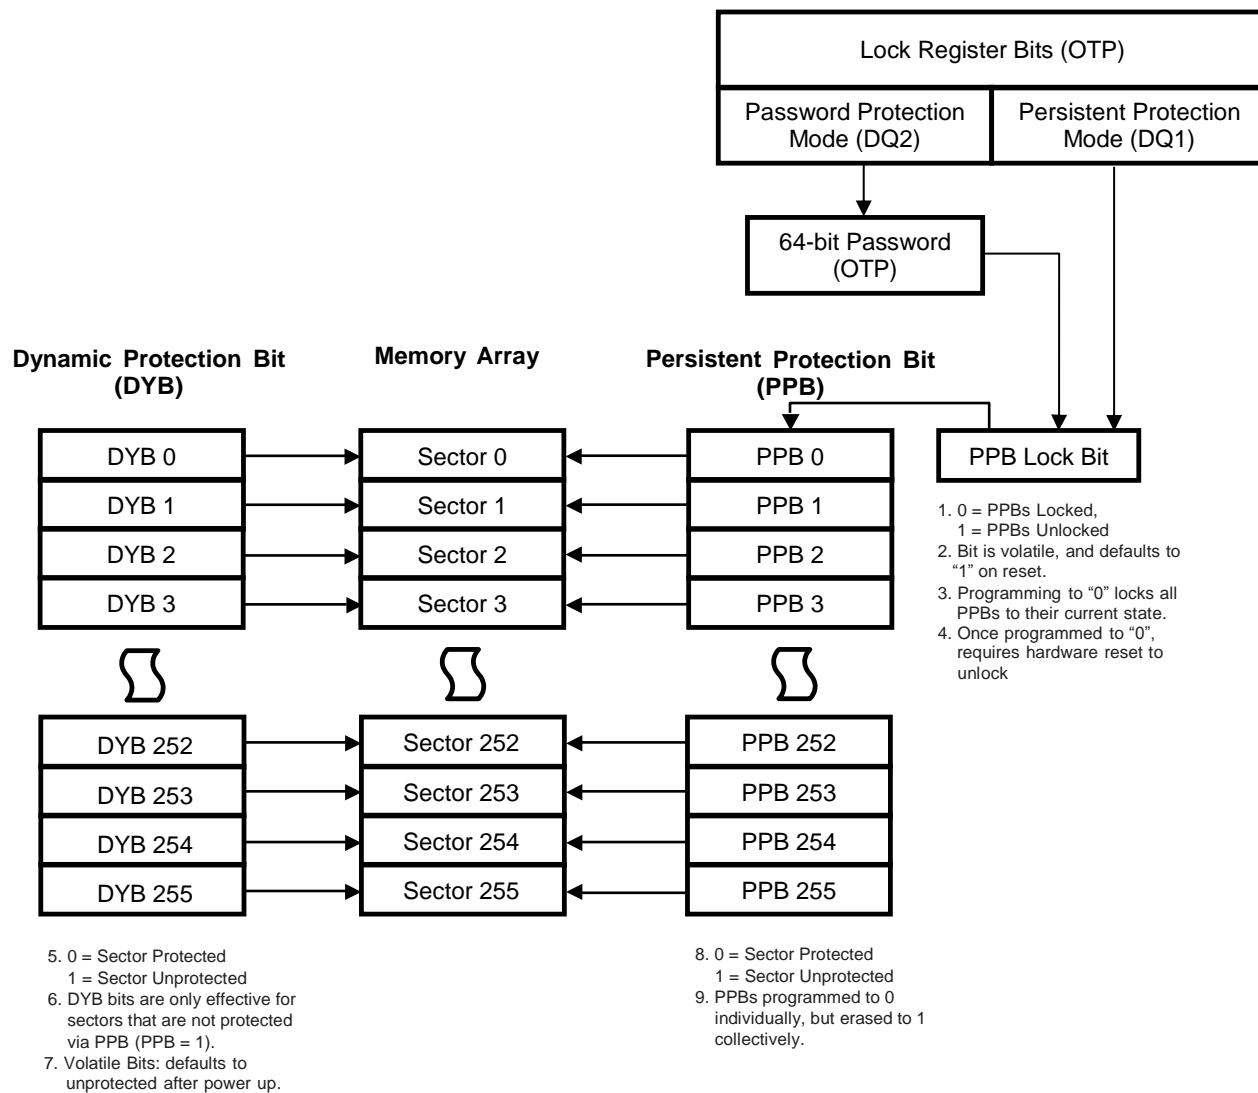 Lock Register Bits (OTP)
Password Protection
Mode (DQ2)
Persistent Protection
Mode (DQ1)
64-bit Password
(OTP)
Dynamic Protection Bit
(DYB)
Memory Array
Persistent Protection Bit
(PPB)
DYB 0
Sector 0
PPB 0
PPB Lock Bit
DYB 1
Sector 1
PPB 1
DYB 2
Sector 2
PPB 2
DYB 3
Sector 3
PPB 3
1. 0 = PPBs Locked,
1 = PPBs Unlocked
2. Bit is volatile, and defaults to
“1” on reset.
3. Programming to “0” locks all
PPBs to their current state.
4. Once programmed to “0”,
requires hardware reset to
unlock
DYB 252
Sector 252
PPB 252
DYB 253
Sector 253
PPB 253
DYB 254
Sector 254
PPB 254
DYB 255
Sector 255
PPB 255
5. 0 = Sector Protected
1 = Sector Unprotected
6. DYB bits are only effective for
sectors that are not protected
via PPB (PPB = 1).
7. Volatile Bits: defaults to
unprotected after power up.
8. 0 = Sector Protected
1 = Sector Unprotected
9. PPBs programmed to 0
individually, but erased to 1
collectively.